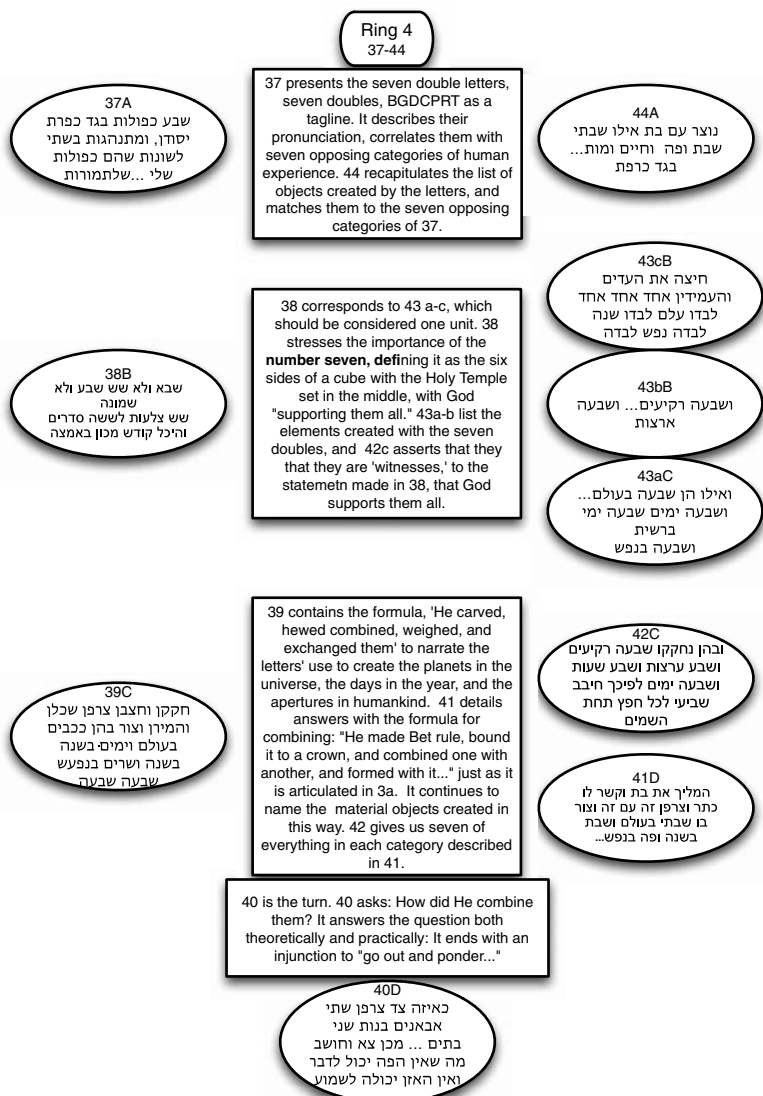 Ring 4
37-44
37A
שבע כפולות בגד כפרת
יסודן, ומתנהגות בשתי
לשונות שהם כפולות
שלי ...שלתמורות
37 presents the seven double letters,
seven doubles, BGDCPRT as a
tagline. It describes their
pronunciation, correlates them with
seven opposing categories of human
experience. 44 recapitulates the list of
objects created by the letters, and
matches them to the seven opposing
categories of 37.
44A
נוצר עם בת אילו שבתי
שבת ופה וחיים ומות...
בגד כרפת
38B
שבא ולא שש שבע ולא
שמונה
שש צלעות לששה סדרים
והיכל קודש מכון באמצה
38 corresponds to 43 a-c, which
should be considered one unit. 38
stresses the importance of the
number seven, defining it as the six
sides of a cube with the Holy Temple
set in the middle, with God
"supporting them all." 43a-b list the
elements created with the seven
doubles, and 42c asserts that they
that they are 'witnesses,' to the
statemetn made in 38, that God
supports them all.
43cB
חיצה את העדים
והעמידין אחד אחד אחד
לבדו עלם לבדו שנה
לבדה נפש לבדה
43bB
ושבעה רקיעים... ושבעה
ארצות
43aC
ואילו הן שבעה בעולם...
ושבעה ימים שבעה ימי
ברשית
ושבעה בנפש
39C
חקקן וחצבן צרפן שכלן
והמירן וצור בהן ככבים
בעולם וימים בשנה
בשנה ושרים בנפעש
שבעה שבעה
39 contains the formula, 'He carved,
hewed combined, weighed, and
exchanged them' to narrate the
letters' use to create the planets in the
universe, the days in the year, and the
apertures in humankind. 41 details
answers with the formula for
combining: "He made Bet rule, bound
it to a crown, and combined one with
another, and formed with it..." just as it
is articulated in 3a. It continues to
name the material objects created in
this way. 42 gives us seven of
everything in each category described
in 41.
42C
ובהן נחקקו שבעה רקיעים
ושבע ערצות ושבע שעות
ושבעה ימים לפיכך חיבב
שביעי לכל חפץ תחת
השמים
41D
המליך את בת וקשר לו
כתר וצרפן זה עם זה וצור
בו שבתי בעולם ושבת
בשנה ופה בנפש...
40 is the turn. 40 asks: How did He combine
them? It answers the question both
theoretically and practically: It ends with an
injunction to "go out and ponder..."
40D
כאיזה צד צרפן שתי
אבאנים בנות שני
בתים ... מכן צא וחושב
מה שאין הפה יכול לדבר
ואין האזן יכולה לשמוע